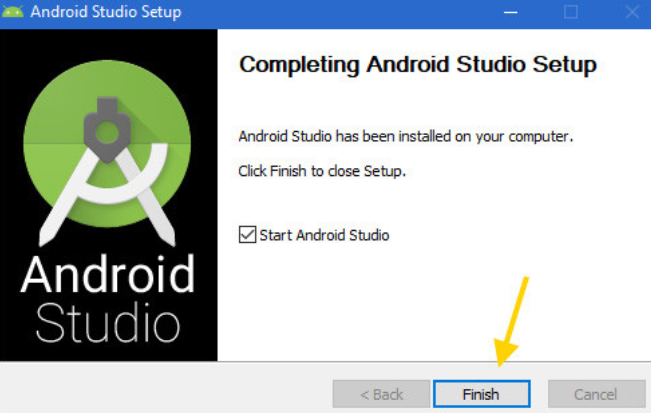 Android Studio Setup
Completing Android Studio Setup
Android Studio has been installed on your computer.
Click Finish to close Setup.
Start Android Studio
Android
Studio
< Back
Finish
Cancel